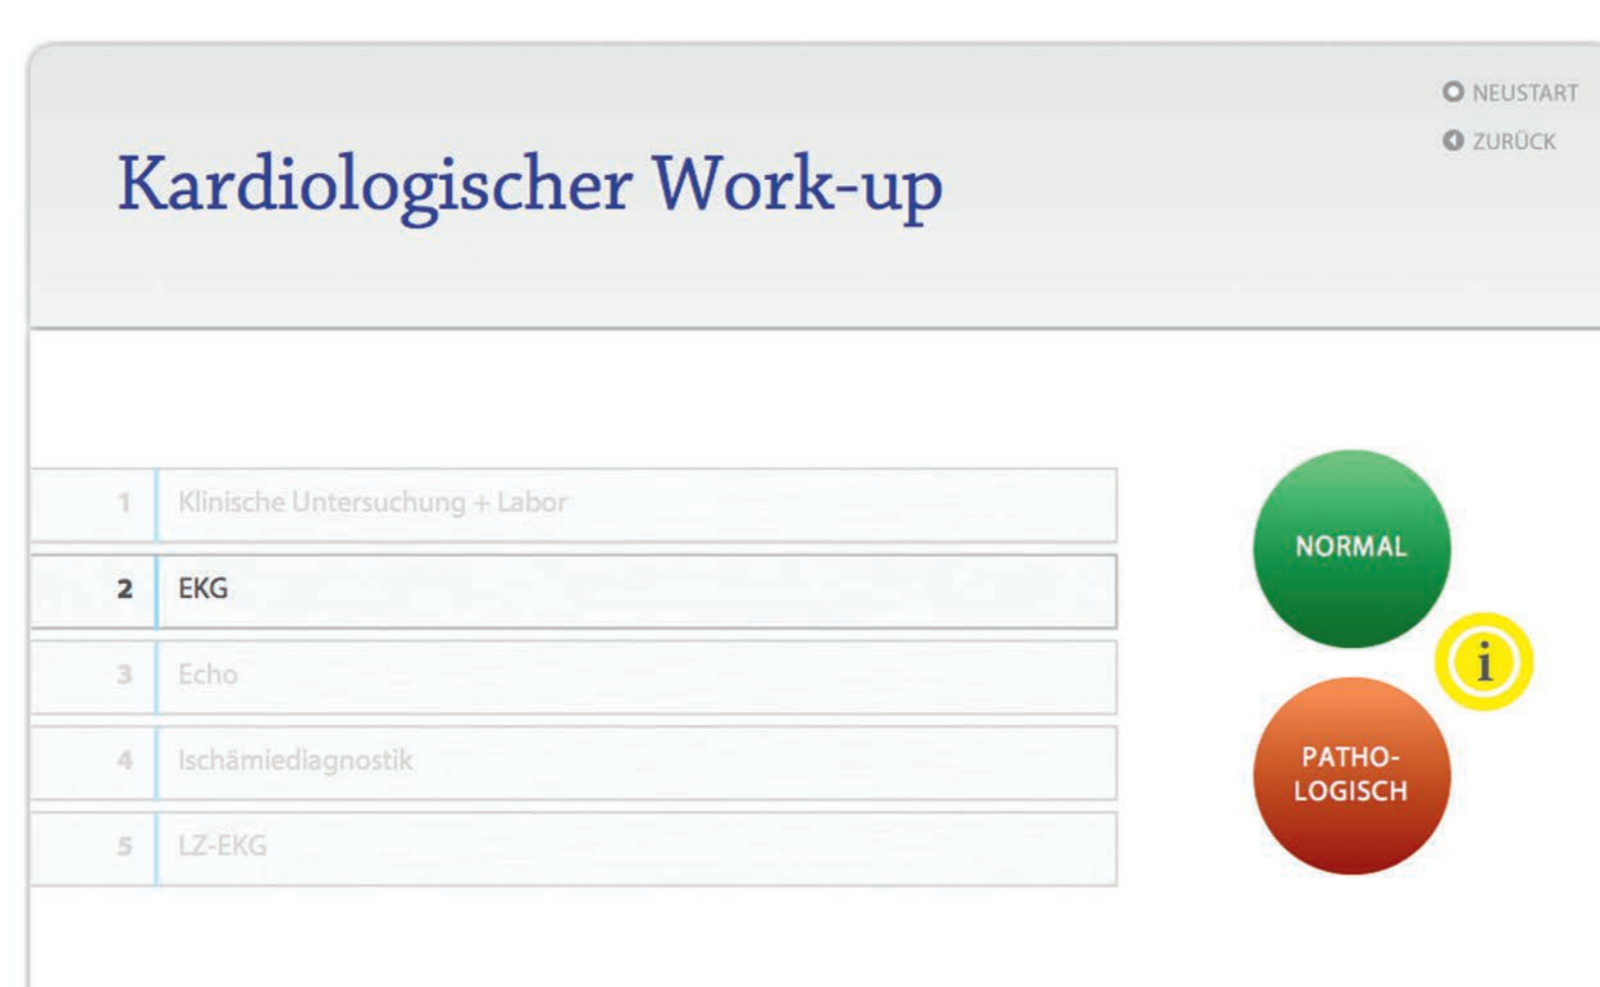 NEUSTART
ZURÜCK
Kardiologischer Work-up
1 Klinische Untersuchung + Labor
2 EKG
3 Echo
4 Ischämiediagnostik
5 LZ-EKG
NORMAL
i
PATHO-
LOGISCH